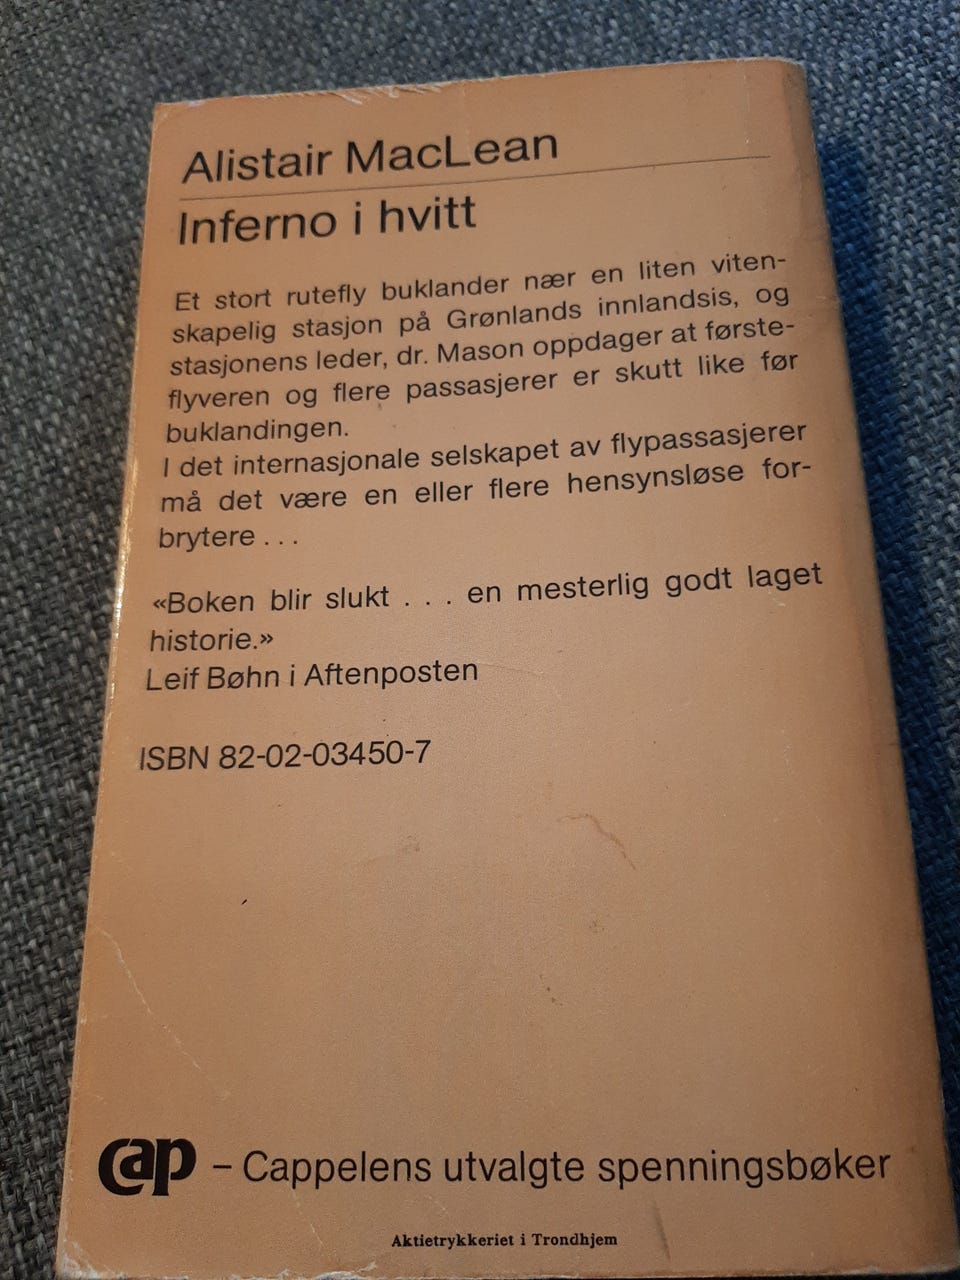 Alistair MacLean
Inferno i hvitt
Et stort rutefly buklander nær en liten viten-
skapelig stasjon på Grønlands innlandsis, og
stasjonens leder, dr. Mason oppdager at første-
flyveren og flere passasjerer er skutt like før
buklandingen.
I det internasjonale selskapet av flypassasjerer
må det være en eller flere hensynsløse for-
brytere . . .
«Boken blir slukt . . . en mesterlig godt laget
historie.»
Leif Bøhn i Aftenposten
ISBN 82-02-03450-7
cap – Cappelens utvalgte spenningsbøker
Aktietrykkeriet i Trondhjem